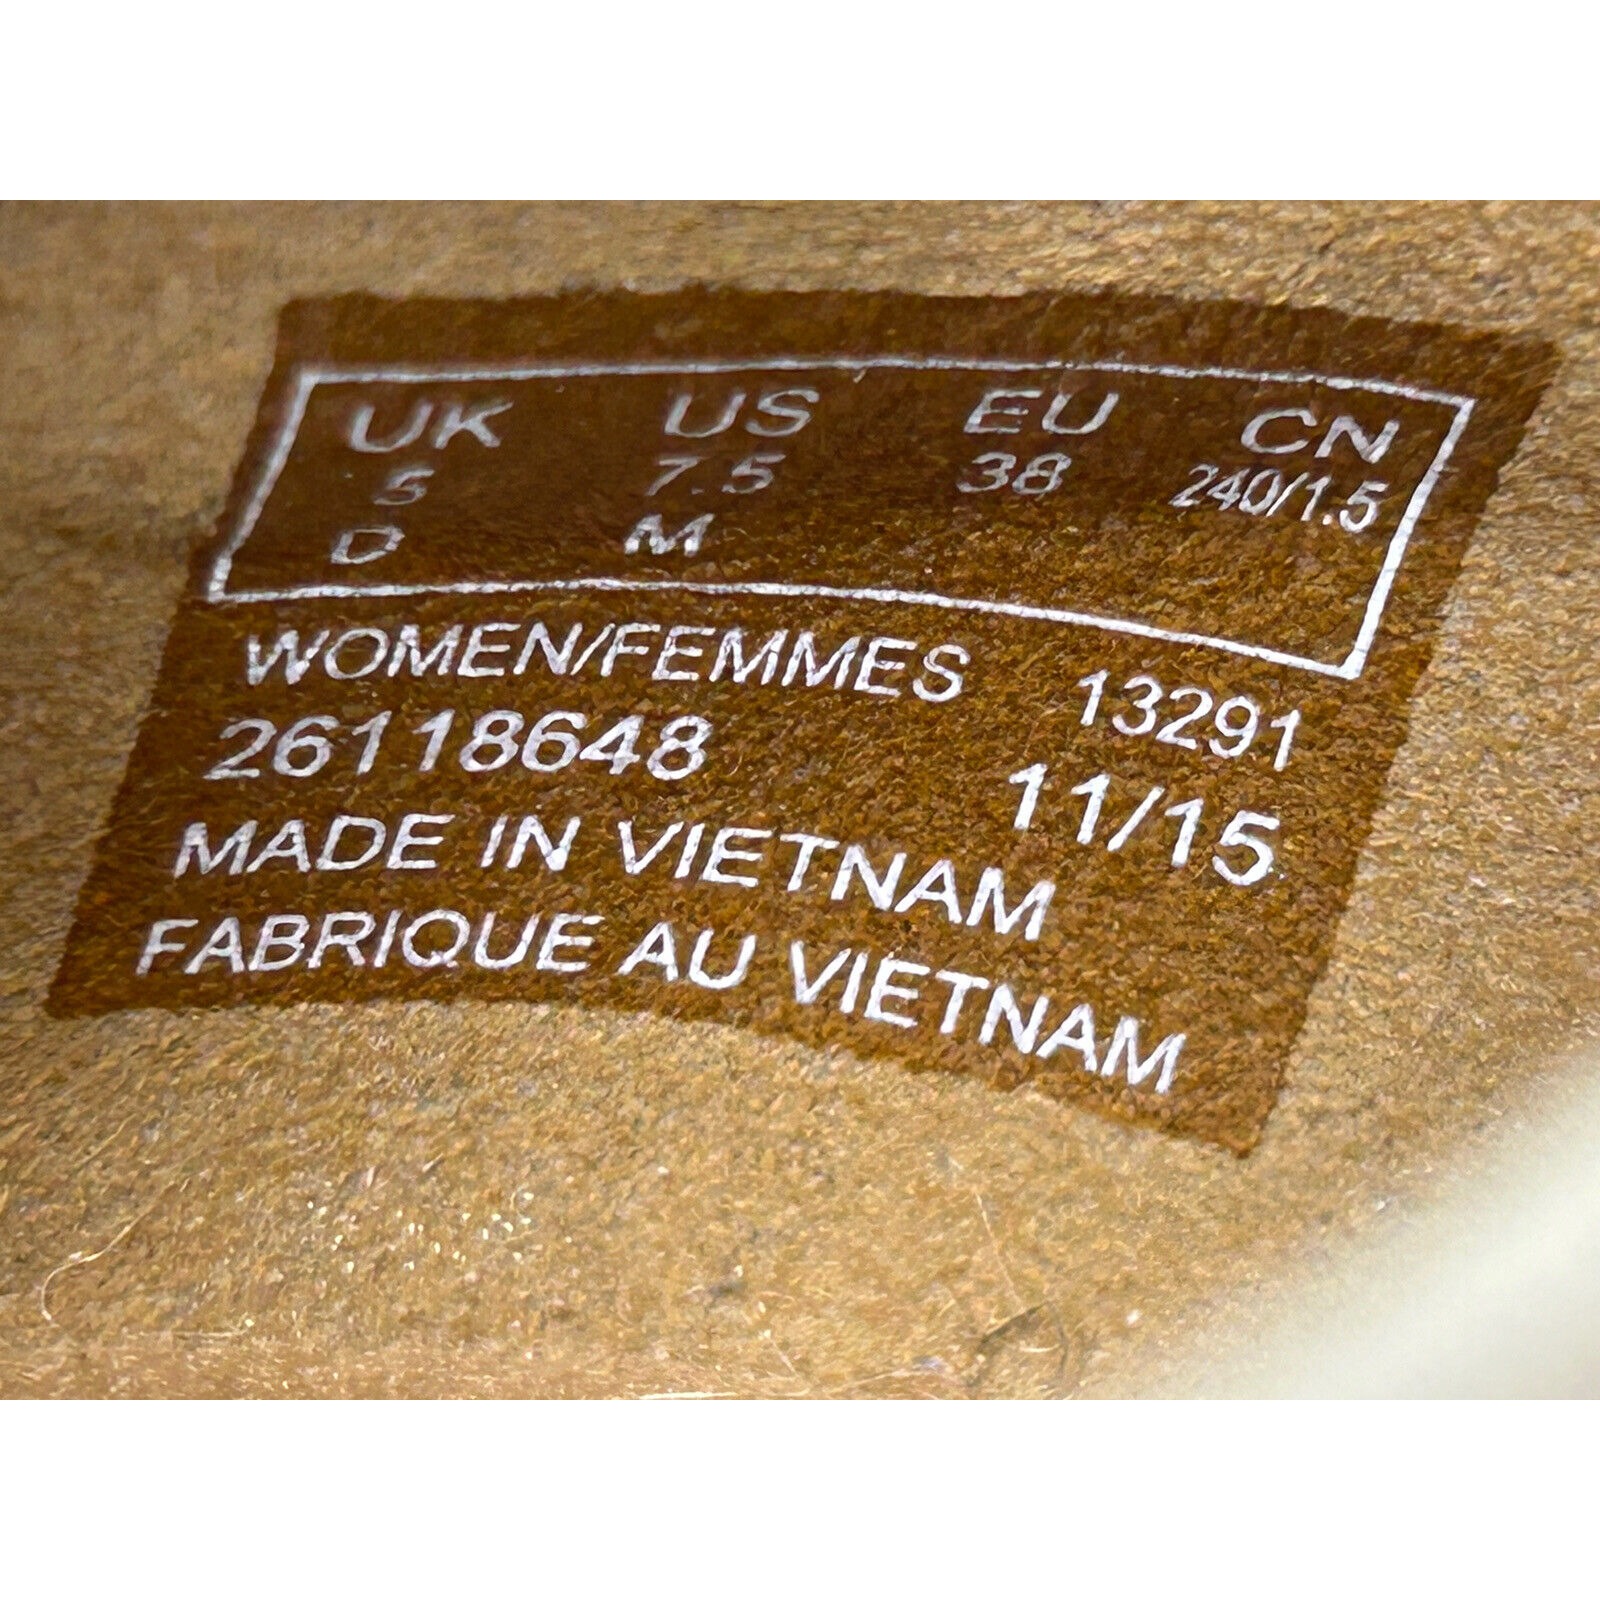 UK US EU CN
5 7.5 38 240/1.5
D M
WOMEN/FEMMES 13291
26118648 11/15
MADE IN VIETNAM
FABRIQUE AU VIETNAM